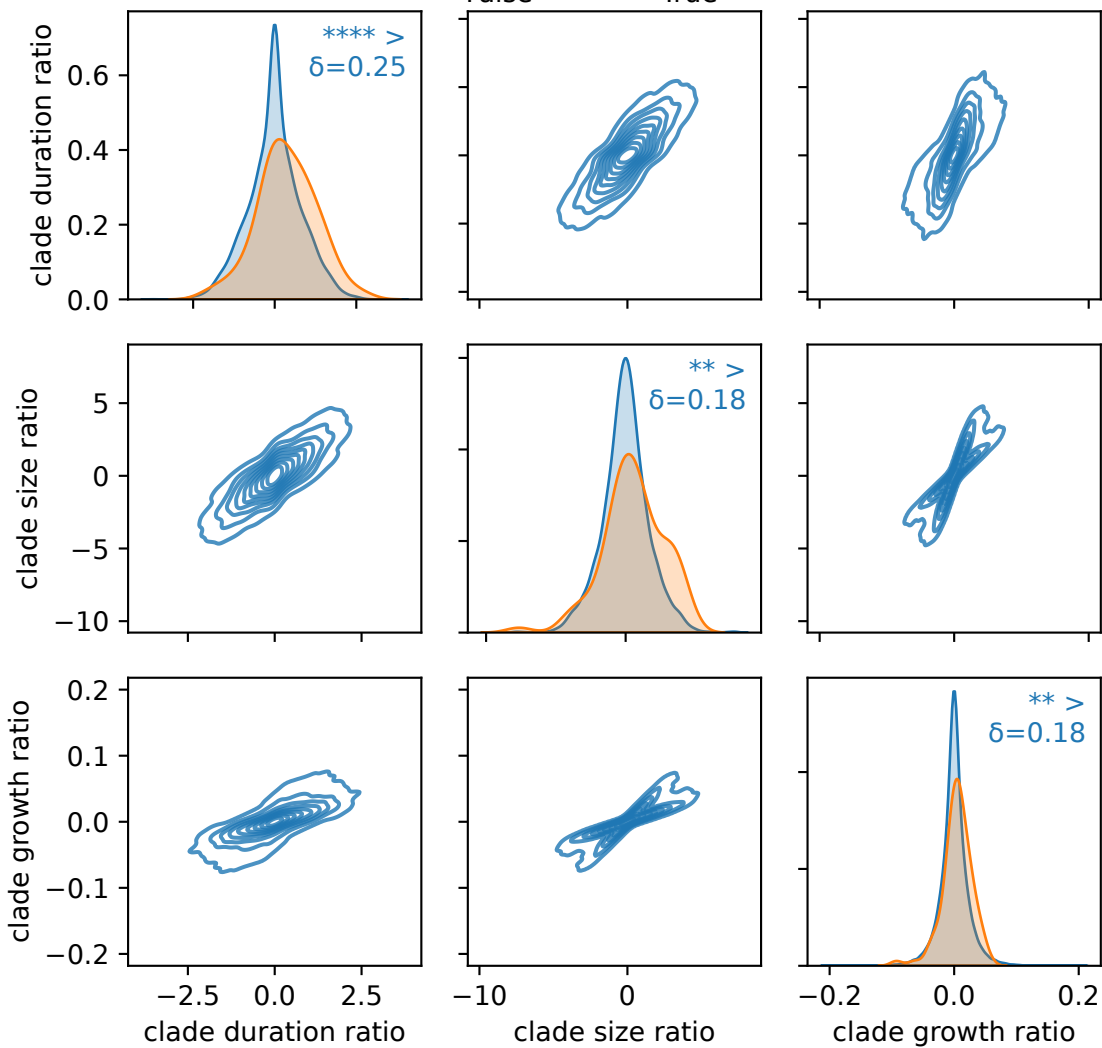 True
clade duration ratio
0.6
0.4
0.2
0.0
**** >
δ=0.25
clade size ratio
5
0
−5
−10
** >
δ=0.18
clade growth ratio
0.2
0.1
0.0
−0.1
−0.2
** >
δ=0.18
−2.5
0.0
2.5
−10
0
−0.2
0.0
0.2
clade duration ratio
clade size ratio
clade growth ratio